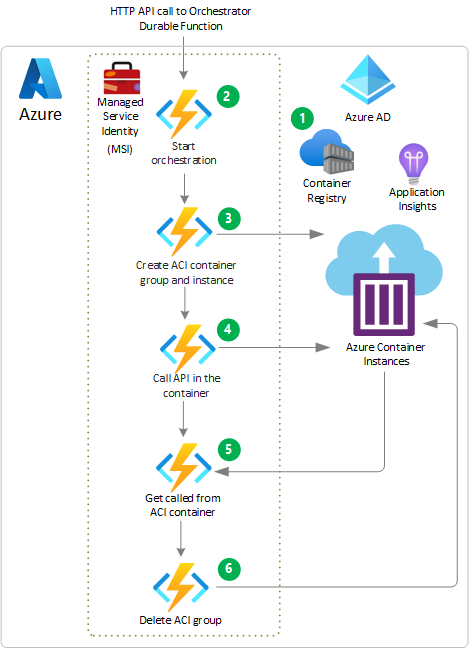 HTTP API call to Orchestrator
Durable Function
Azure
Managed
Service
Identity
(MSI)
2
Start
orchestration
1
Azure AD
Container
Registry
Application
Insights
3
Create ACI container
group and instance
4
Call API in the
container
Azure Container
Instances
5
Get called from
ACI container
6
Delete ACI group